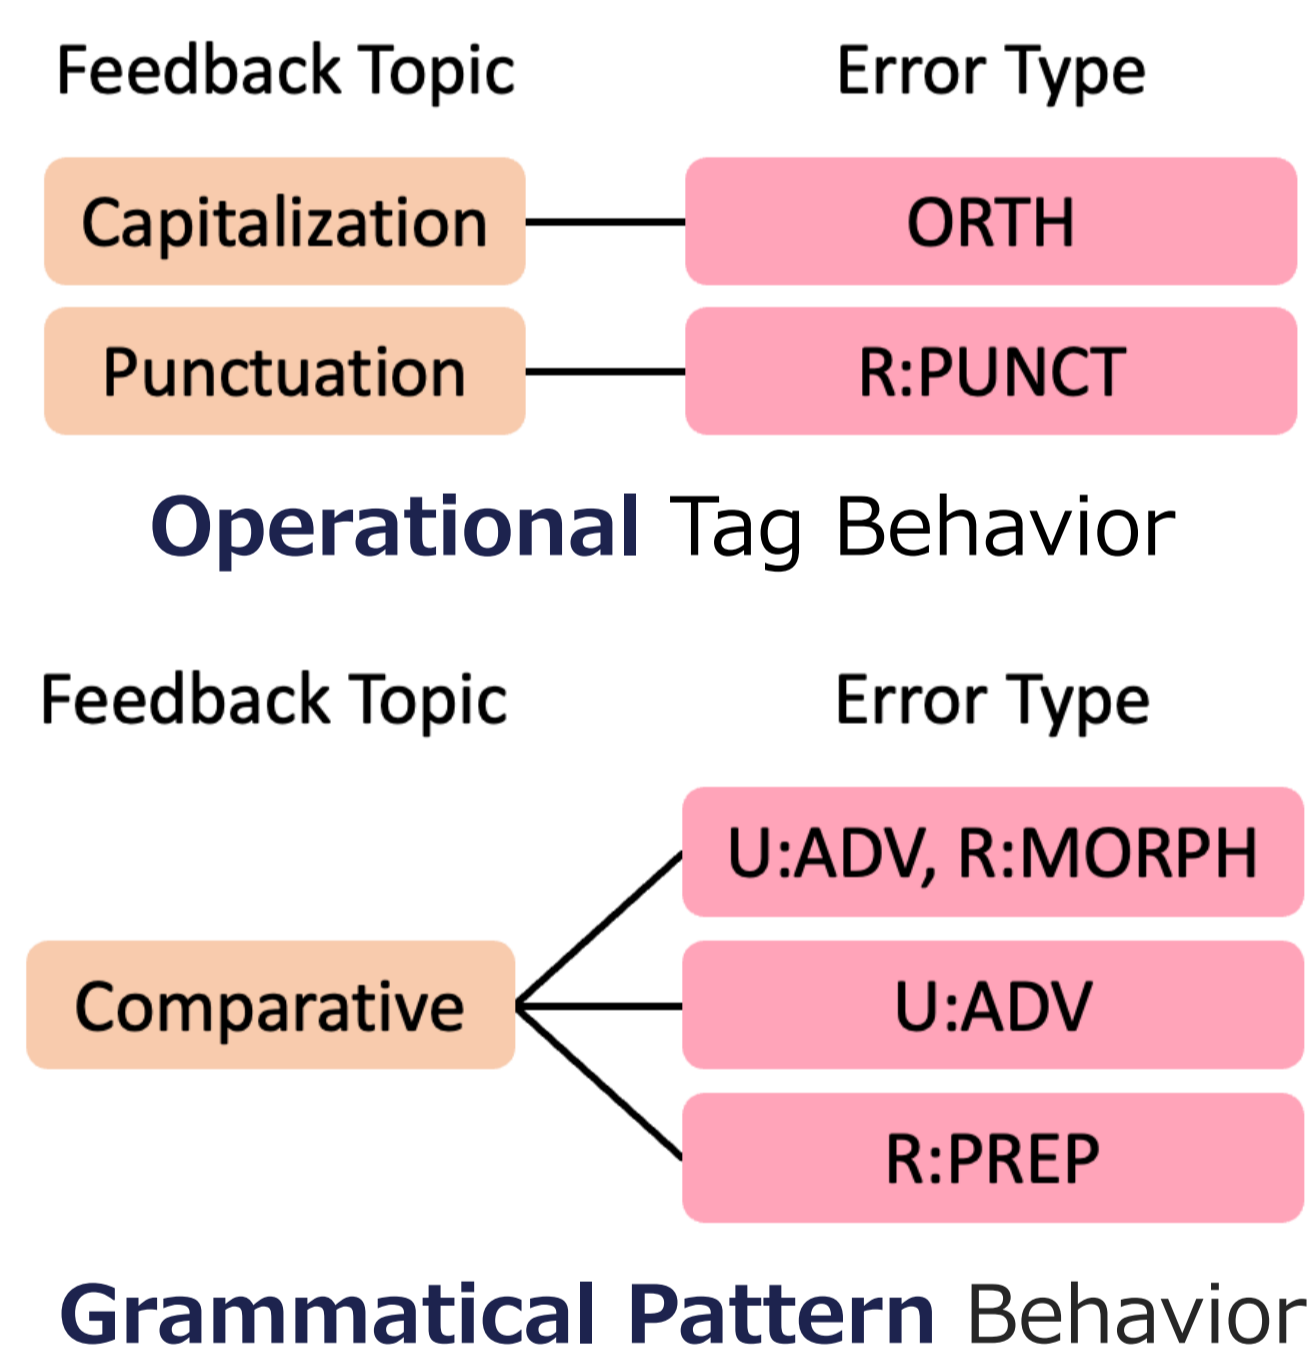 Feedback Topic Error Type
Capitalization ORTH
Punctuation R:PUNCT
Operational Tag Behavior
Feedback Topic Error Type
U:ADV, R:MORPH
Comparative U:ADV
R:PREP
Grammatical Pattern Behavior